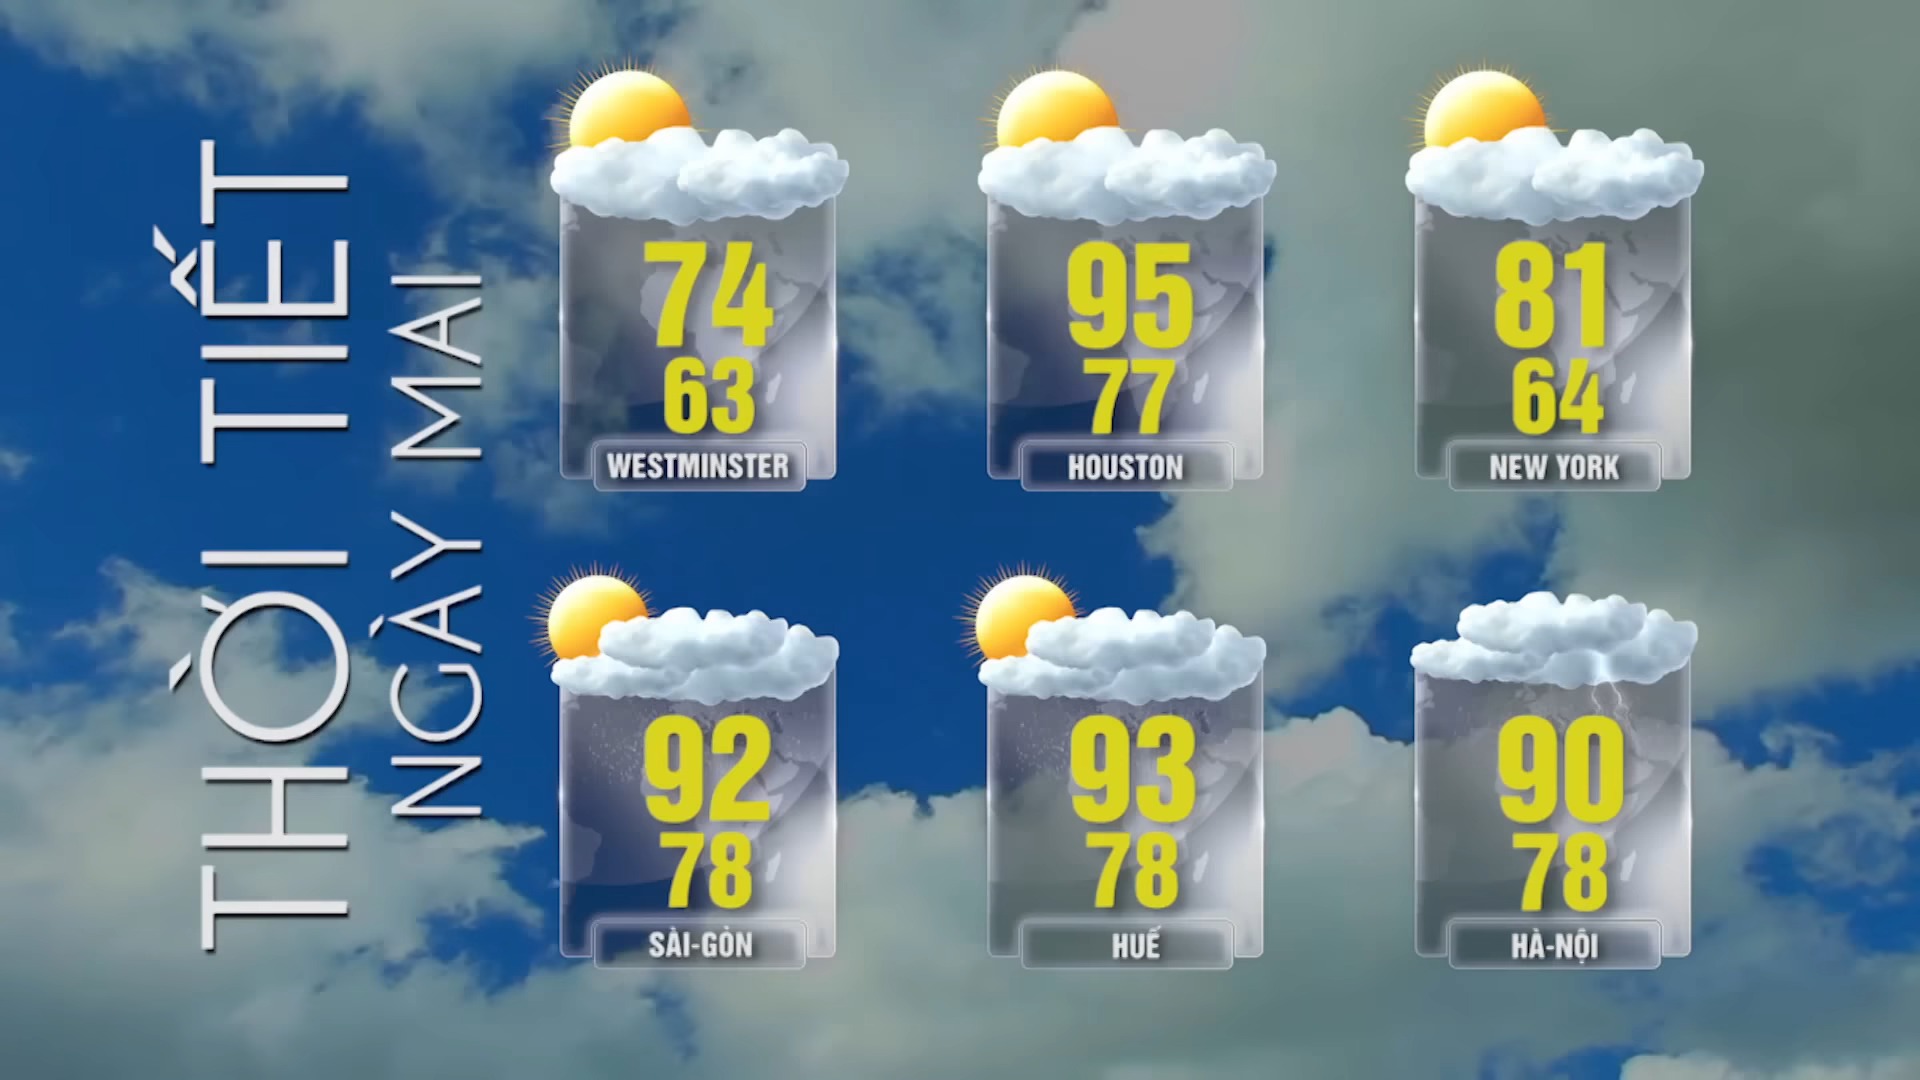 THỜI TIẾT
NGÀY MAI
74
63
WESTMINSTER
95
77
HOUSTON
81
64
NEW YORK
92
78
SÀI-GÒN
93
78
HUẾ
90
78
HÀ-NỘI